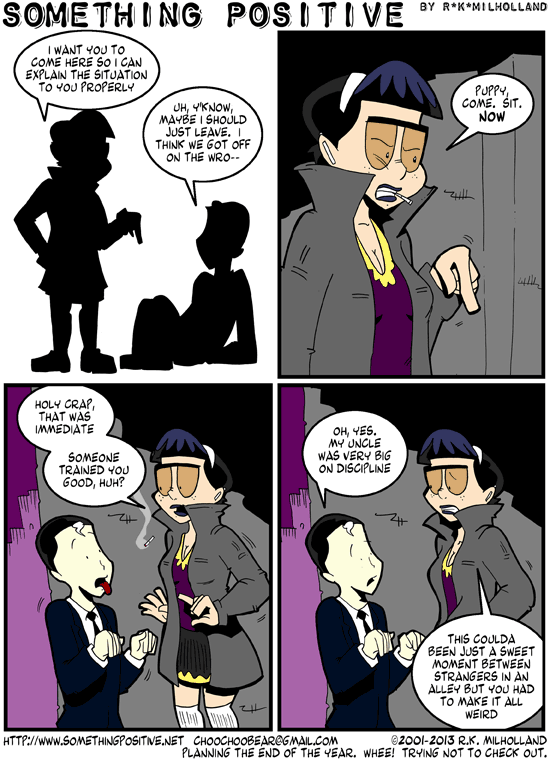 SOMETHING POSITIVE BY R*K*MILHOLLAND
I WANT YOU TO
COME HERE SO I CAN
EXPLAIN THE SITUATION
TO YOU PROPERLY
UH, Y'KNOW,
MAYBE I SHOULD
JUST LEAVE. I
THINK WE GOT OFF
ON THE WRO--
PUPPY,
COME. SIT.
NOW
HOLY CRAP,
THAT WAS
IMMEDIATE
SOMEONE
TRAINED YOU
GOOD, HUH?
OH, YES.
MY UNCLE
WAS VERY BIG
ON DISCIPLINE
THIS COULDA
BEEN JUST A SWEET
MOMENT BETWEEN
STRANGERS IN AN
ALLEY BUT YOU HAD
TO MAKE IT ALL
WEIRD
HTTP://WWW.SOMETHINGPOSITIVE.NET CHOOCHOOBEAR@GMAIL.COM ©2001-2013 R.K. MILHOLLAND
PLANNING THE END OF THE YEAR. WHEE! TRYING NOT TO CHECK OUT.